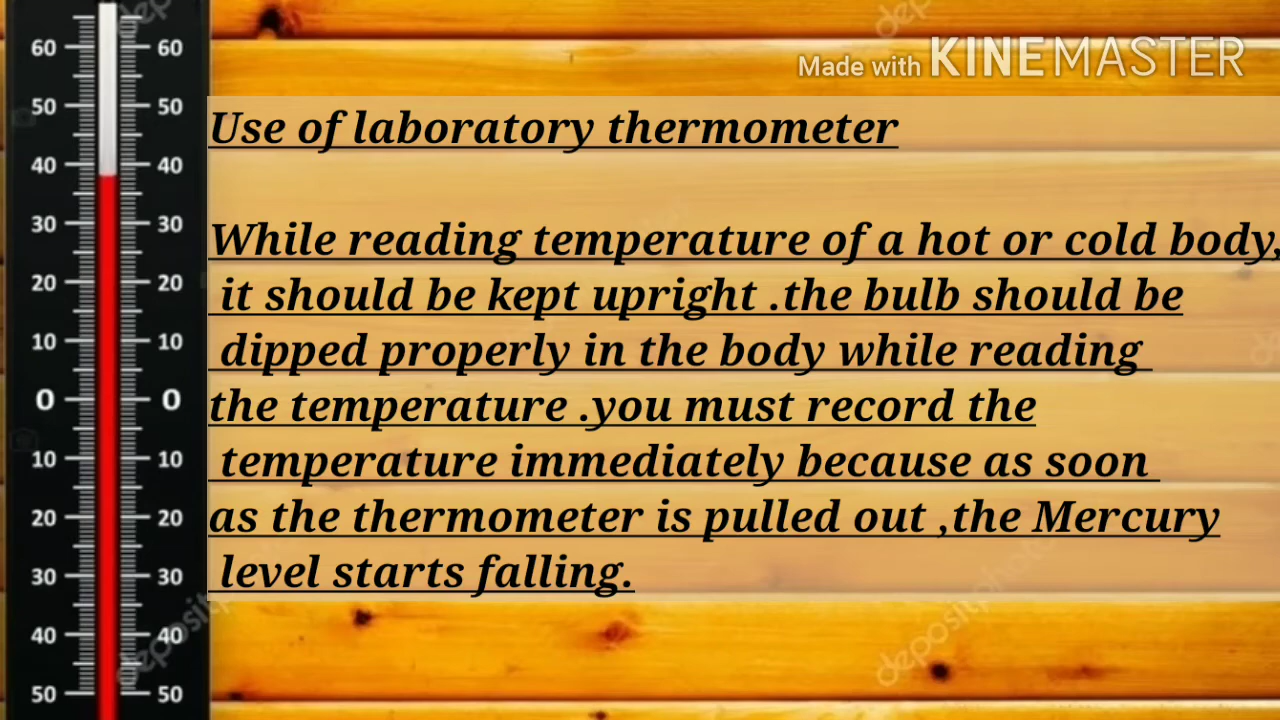 Made with KINEMASTER
Use of laboratory thermometer
While reading temperature of a hot or cold body,
it should be kept upright .the bulb should be
dipped properly in the body while reading
the temperature .you must record the
temperature immediately because as soon
as the thermometer is pulled out ,the Mercury
level starts falling.
60 60
50 50
40 40
30 30
20 20
10 10
0 0
10 10
20 20
30 30
40 40
50 50